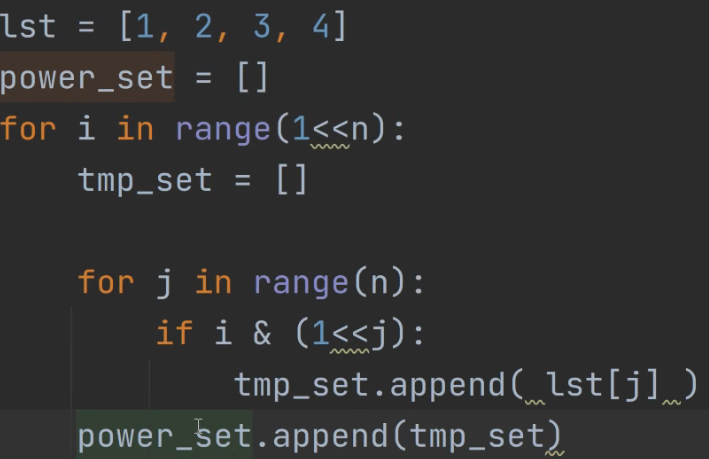 lst = [1, 2, 3, 4]
power_set = []
for i in range(1<<n):
    tmp_set = []
    for j in range(n):
        if i & (1<<j):
            tmp_set.append( lst[j] )
    power_set.append(tmp_set)